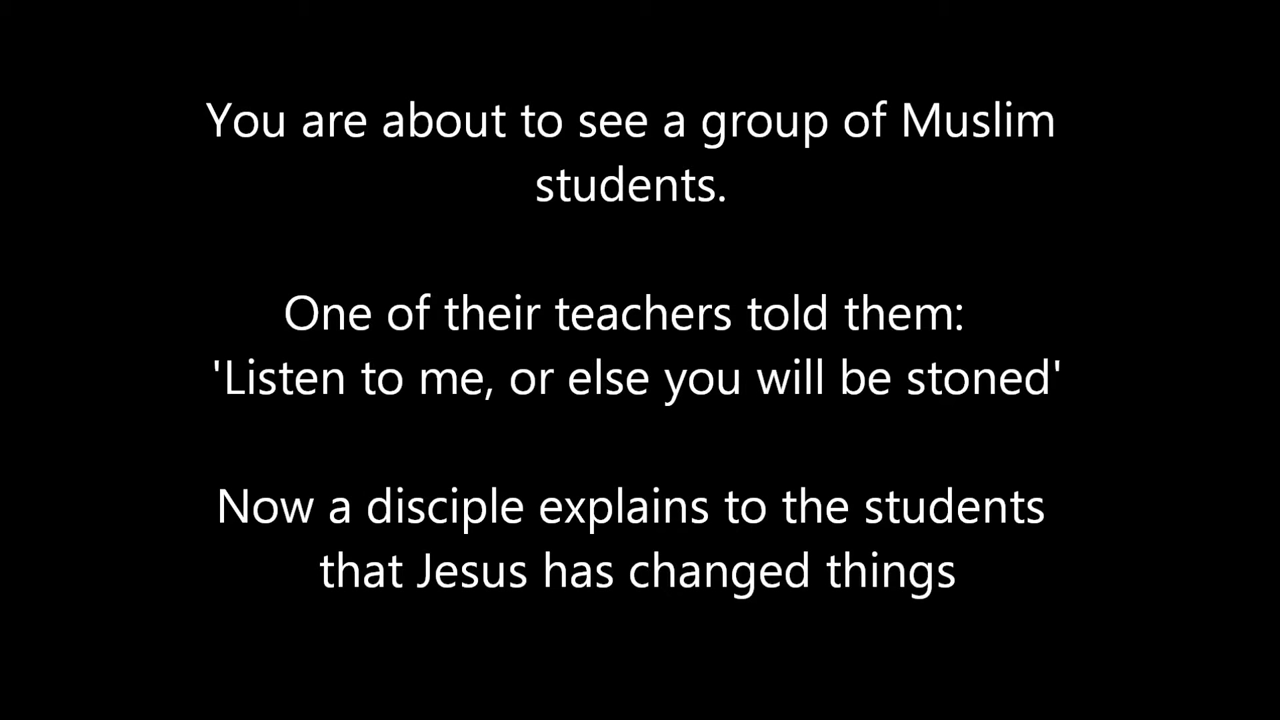 You are about to see a group of Muslim
students.
One of their teachers told them:
'Listen to me, or else you will be stoned'
Now a disciple explains to the students
that Jesus has changed things